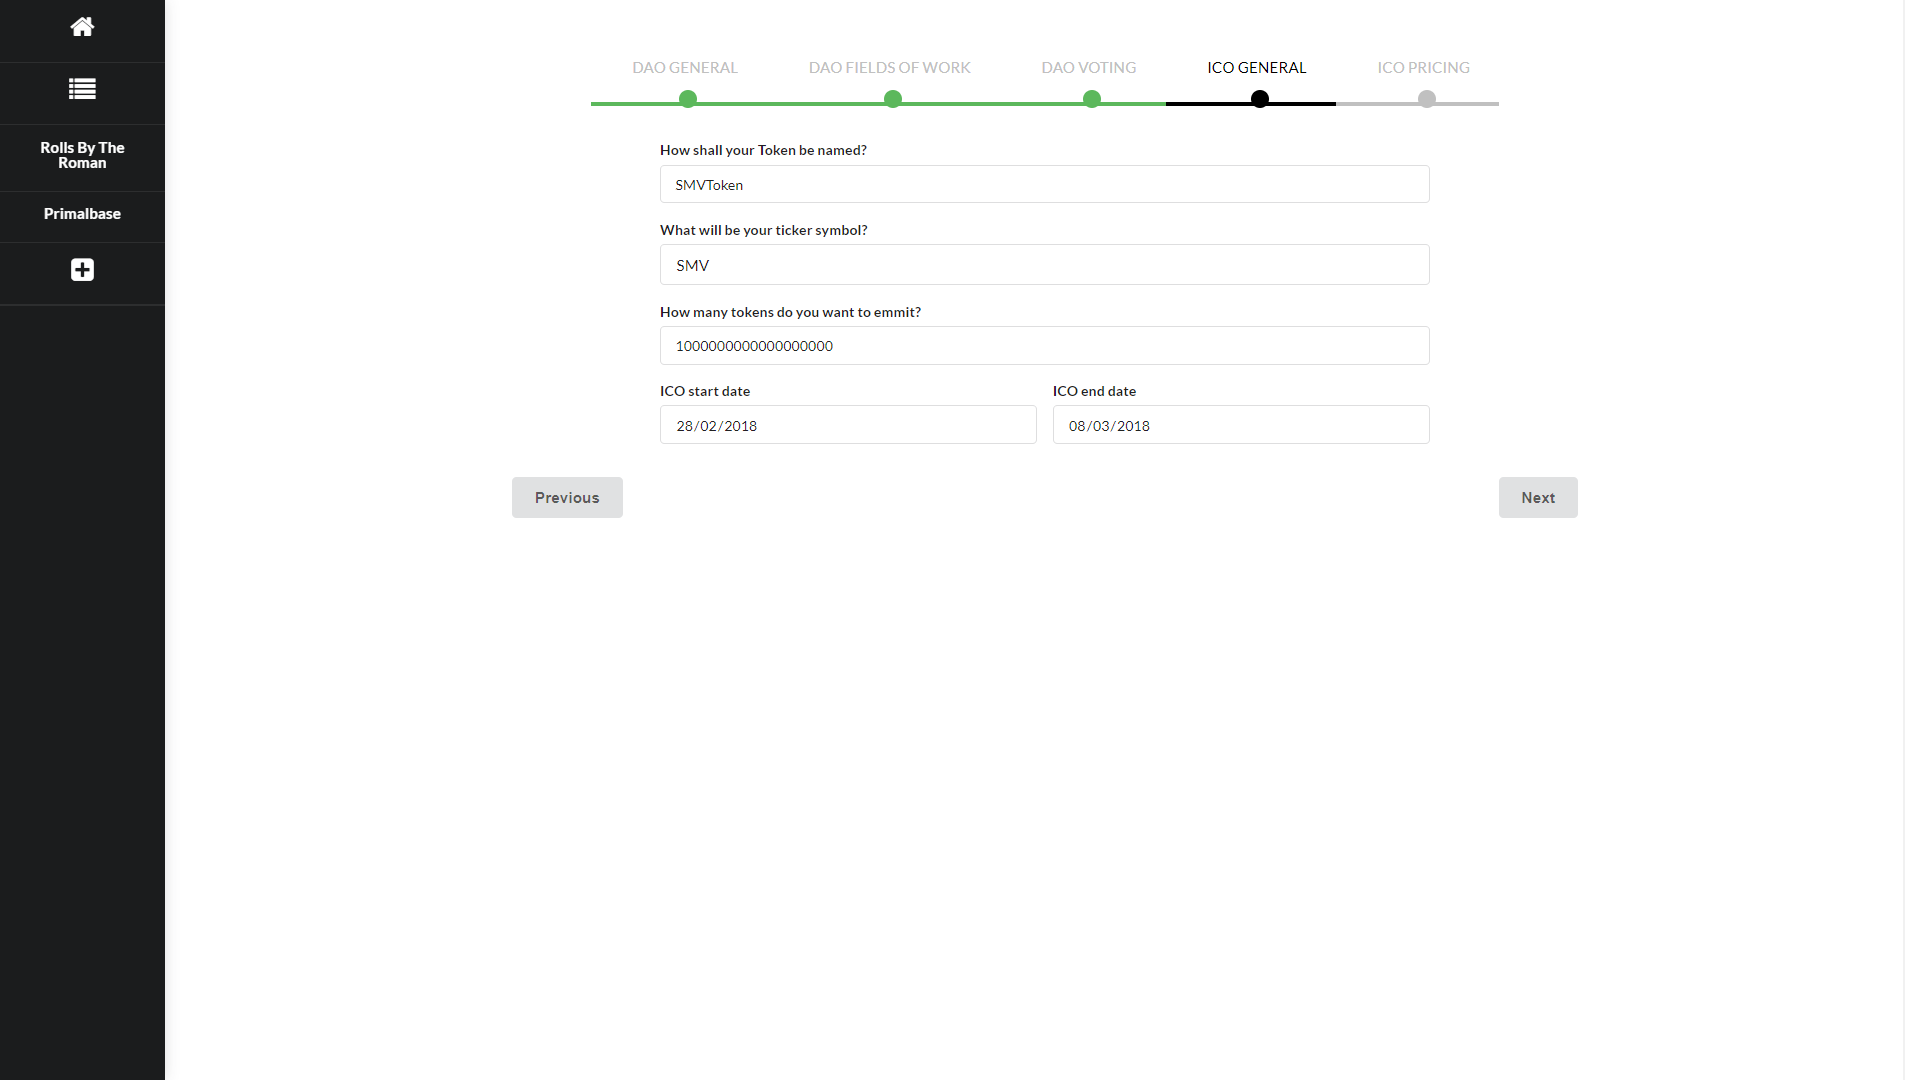 DAO GENERAL
DAO FIELDS OF WORK
DAO VOTING
ICO GENERAL
ICO PRICING
Rolls By The
Roman
Primalbase
How shall your Token be named?
SMVToken
What will be your ticker symbol?
SMV
How many tokens do you want to emmit?
1000000000000000000
ICO start date
28/02/2018
ICO end date
08/03/2018
Previous
Next